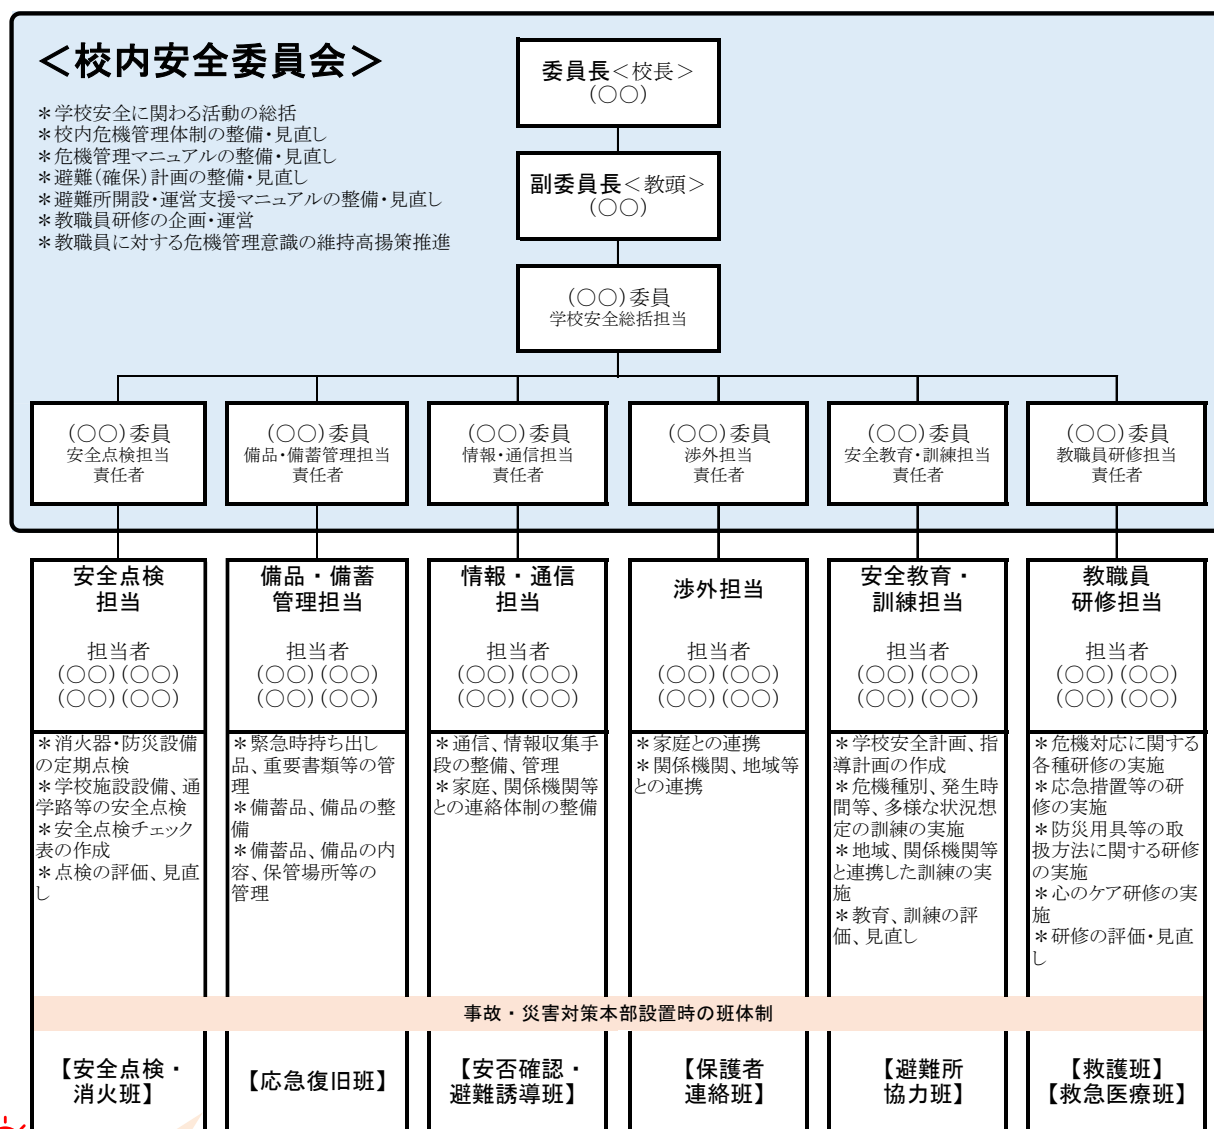 ＜校内安全委員会＞
＊学校安全に関わる活動の総括
＊校内危機管理体制の整備・見直し
＊危機管理マニュアルの整備・見直し
＊避難(確保)計画の整備・見直し
＊避難所開設・運営支援マニュアルの整備・見直し
＊教職員研修の企画・運営
＊教職員に対する危機管理意識の維持高揚策推進
委員長＜校長＞
(○○)
副委員長＜教頭＞
(○○)
(○○)委員
学校安全総括担当
(○○)委員
安全点検担当
責任者
(○○)委員
備品・備蓄管理担当
責任者
(○○)委員
情報・通信担当
責任者
(○○)委員
渉外担当
責任者
(○○)委員
安全教育・訓練担当
責任者
(○○)委員
教職員研修担当
責任者
安全点検
担当
担当者
(○○)(○○)
(○○)(○○)
＊消火器・防災設備
の定期点検
＊学校施設設備、通
学路等の安全点検
＊安全点検チェック
表の作成
＊点検の評価、見直
し
備品・備蓄
管理担当
担当者
(○○)(○○)
(○○)(○○)
＊緊急時持ち出し
品、重要書類等の管
理
＊備蓄品、備品の整
備
＊備蓄品、備品の内
容、保管場所等の
管理
情報・通信
担当
担当者
(○○)(○○)
(○○)(○○)
＊通信、情報収集手
段の整備、管理
＊家庭、関係機関等
との連絡体制の整備
渉外担当
担当者
(○○)(○○)
(○○)(○○)
＊家庭との連携
＊関係機関、地域等
との連携
安全教育・
訓練担当
担当者
(○○)(○○)
(○○)(○○)
＊学校安全計画、指
導計画の作成
＊危機種別、発生時
間等、多様な状況想
定の訓練の実施
＊地域、関係機関等
と連携した訓練の実
施
＊教育、訓練の評
価、見直し
教職員
研修担当
担当者
(○○)(○○)
(○○)(○○)
＊危機対応に関する
各種研修の実施
＊応急措置等の研
修の実施
＊防災用具等の取
扱方法に関する研修
の実施
＊心のケア研修の実
施
＊研修の評価・見直
し
事故・災害対策本部設置時の班体制
【安全点検・
消火班】
【応急復旧班】
【安否確認・
避難誘導班】
【保護者
連絡班】
【避難所
協力班】
【救護班】
【救急医療班】